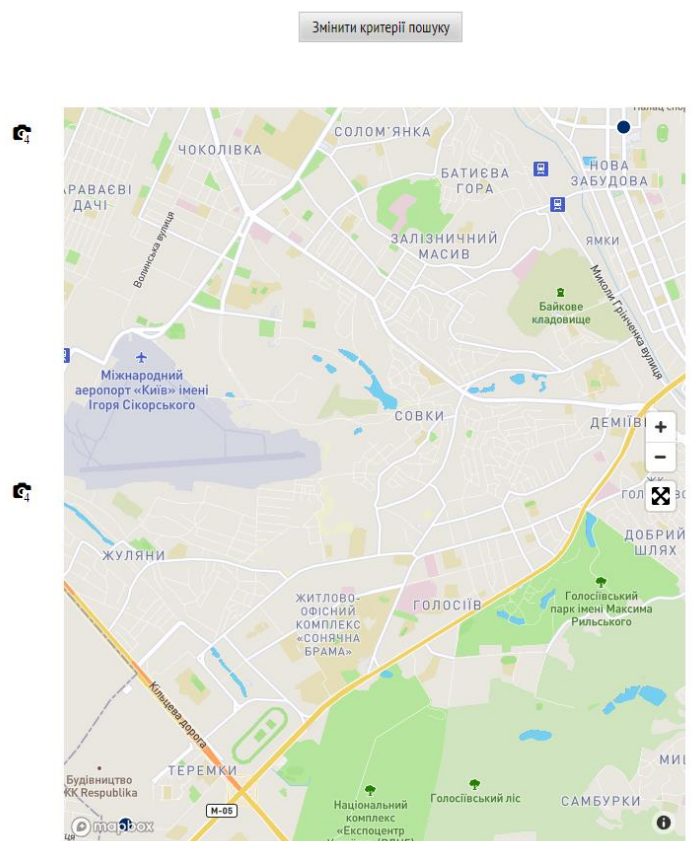 Змінити критерії пошуку
4
СОЛОМ'ЯНКА
ЧОКОЛІВКА
БАТИЄВА
ГОРА
НОВА
ЗАБУДОВА
ДАЧІ
Волинська вулиця
ЗАЛІЗНИЧНИЙ
МАСИВ
ЯМКИ
Миколи Грінченка вулиця
Байкове
кладовище
Міжнародний
аеропорт «Київ» імені
Ігоря Сікорського
СОВКИ
+
−
4
ЖУЛЯНИ
ДОБРИЙ
ШЛЯХ
ЖИТЛОВО-
ОФІСНИЙ
КОМПЛЕКС
«СОНЯЧНА
БРАМА»
ГОЛОСІЇВ
Голосіївський
парк імені Максима
Рильського
Кільцева дорога
ТЕРЕМКИ
Будівництво
ЖК Respublika
М-05
Національний
комплекс
«Експоцентр
Голосіївський ліс
САМБУРКИ
mapbox
i